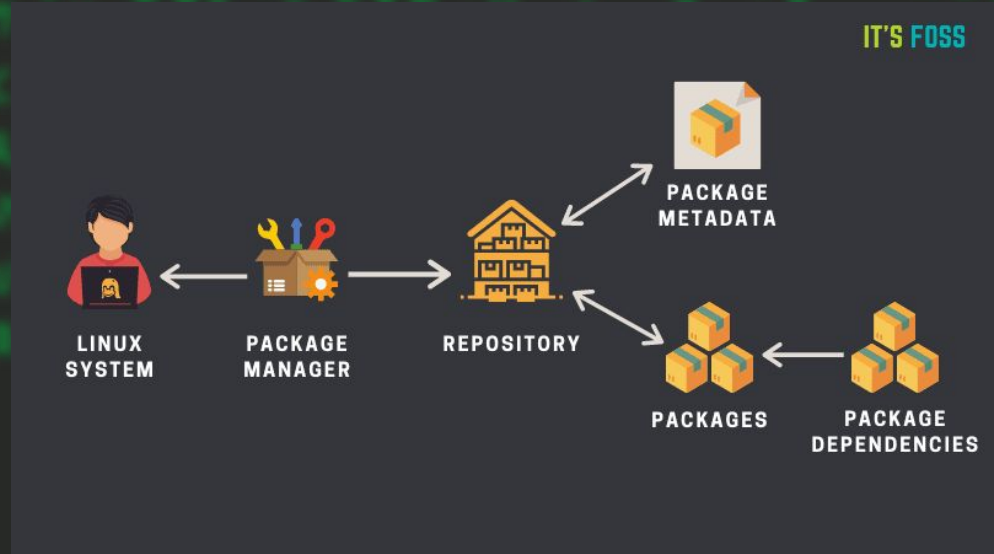 IT'S FOSS
PACKAGE
METADATA
LINUX
SYSTEM
PACKAGE
MANAGER
REPOSITORY
PACKAGES
PACKAGE
DEPENDENCIES